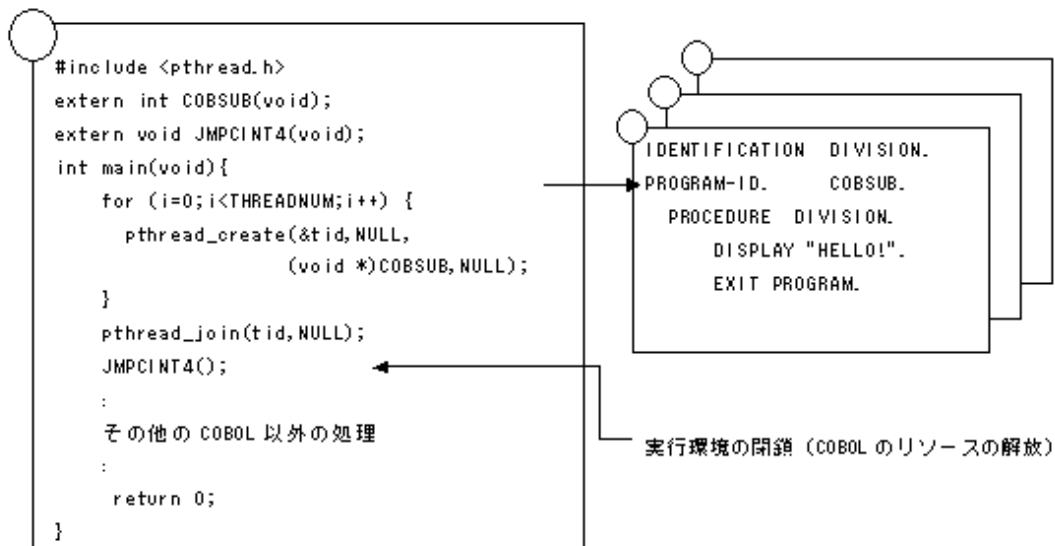 #include <pthread.h>
extern int COBSUB(void);
extern void JMPCINT4(void);
int main(void){
for (i=0;i<THREADNUM;i++) {
pthread_create(&tid,NULL,
(void *)COBSUB,NULL);
}
pthread_join(tid,NULL);
JMPCINT4();
:
その他の COBOL 以外の処理
:
return 0;
}
IDENTIFICATION DIVISION.
PROGRAM-ID. COBSUB.
PROCEDURE DIVISION.
DISPLAY "HELLO!".
EXIT PROGRAM.
実行環境の閉鎖（COBOL のリソースの解放）